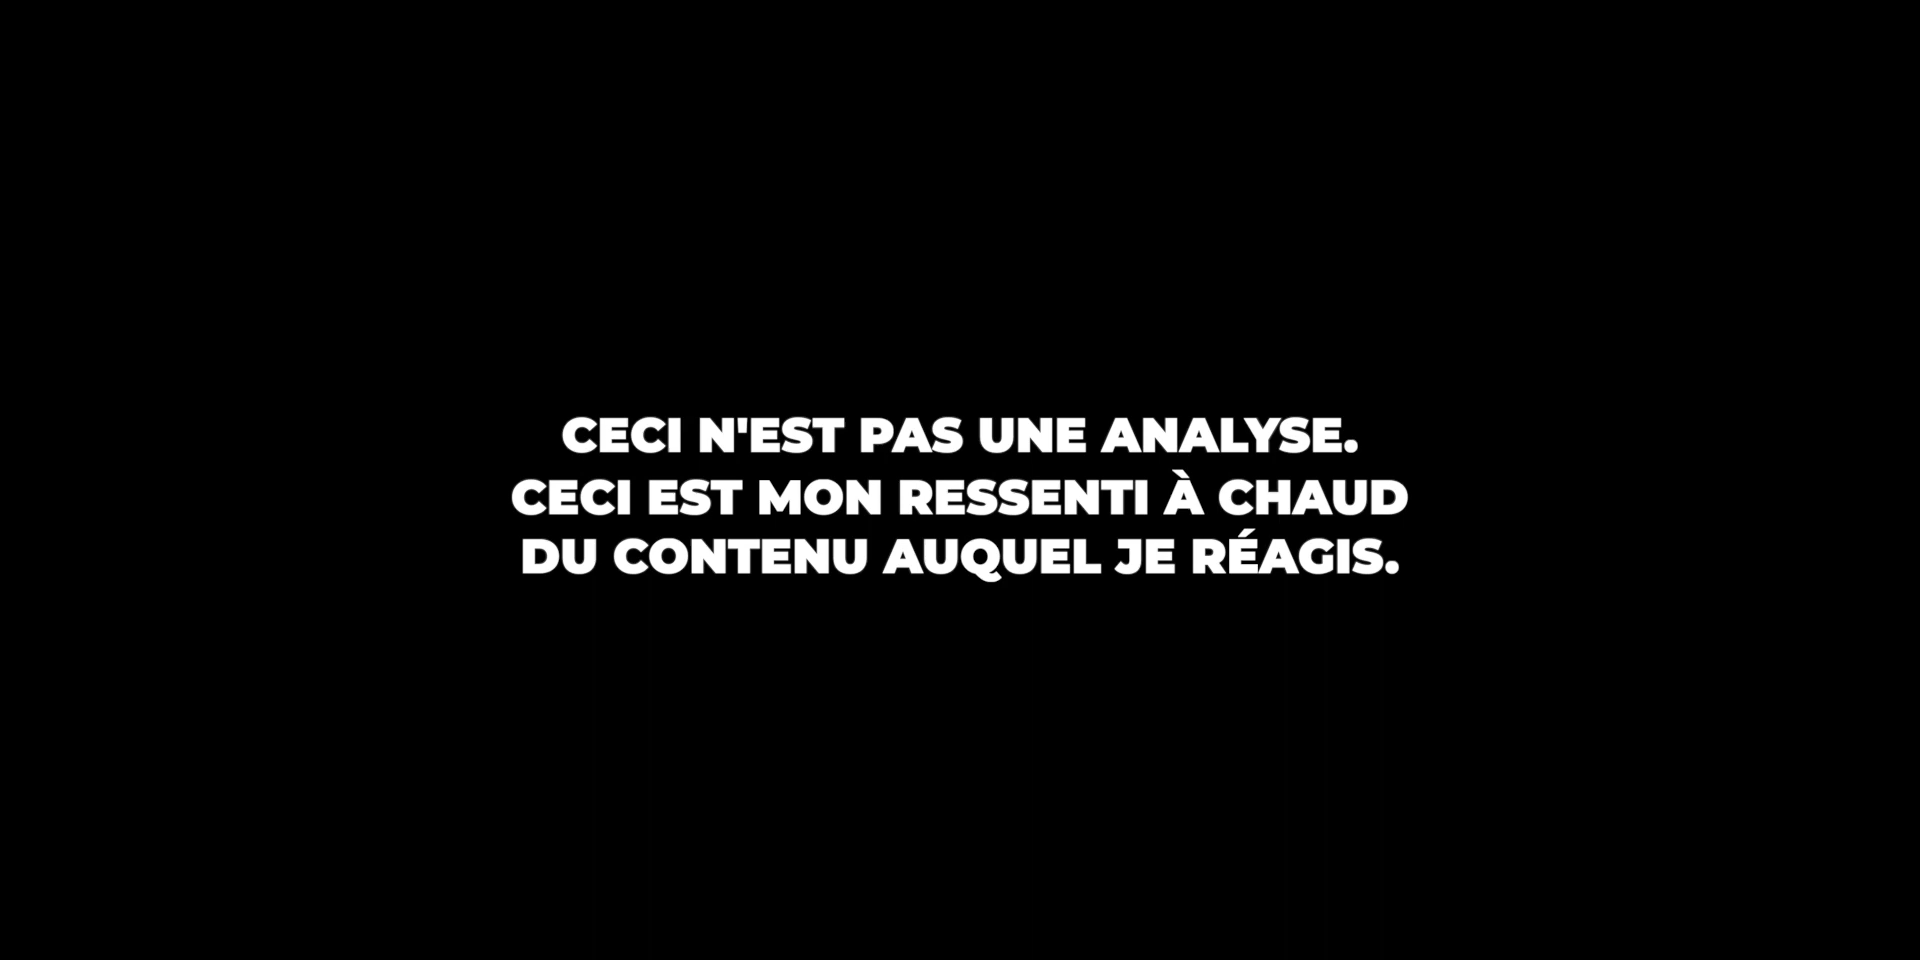 CECI N'EST PAS UNE ANALYSE.
CECI EST MON RESSENTI À CHAUD
DU CONTENU AUQUEL JE RÉAGIS.